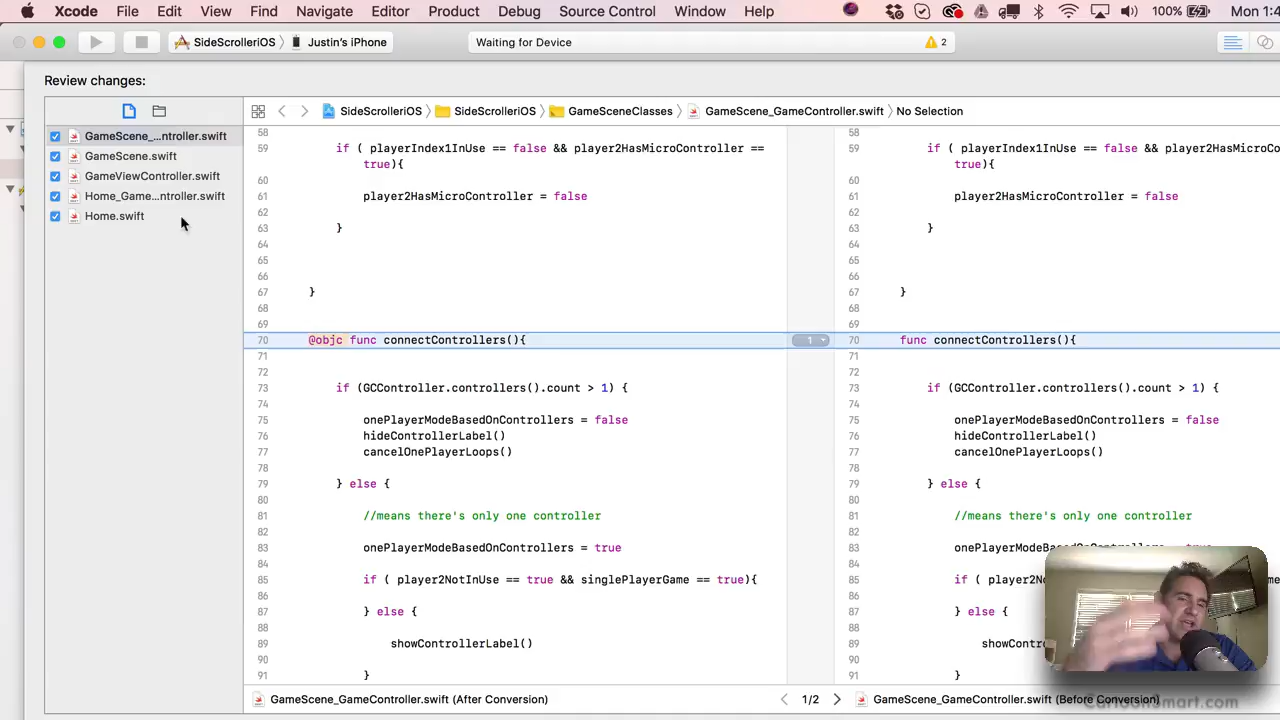 Xcode File Edit View Find Navigate Editor Product Debug Source Control Window Help 100% Mon 1:4
SideScrolleriOS Justin's iPhone Waiting for Device 2
Review changes:
SideScrolleriOS SideScrolleriOS GameSceneClasses GameScene_GameController.swift No Selection
GameScene_...ntroller.swift
GameScene.swift
GameViewController.swift
Home_Game...ntroller.swift
Home.swift
58
59 if ( playerIndex1InUse == false && player2HasMicroController ==
true){
60
61 player2HasMicroController = false
62
63 }
64
65
66
67 }
68
69
70 @objc func connectControllers(){
71
72
73 if (GCController.controllers().count > 1) {
74
75 onePlayerModeBasedOnControllers = false
76 hideControllerLabel()
77 cancelOnePlayerLoops()
78
79 } else {
80
81 //means there's only one controller
82
83 onePlayerModeBasedOnControllers = true
84
85 if ( player2NotInUse == true && singlePlayerGame == true){
86
87 } else {
88
89 showControllerLabel()
90
91 }
1
58
59 if ( playerIndex1InUse == false && player2HasMicroContro
true){
60
61 player2HasMicroController = false
62
63 }
64
65
66
67 }
68
69
70 func connectControllers(){
71
72
73 if (GCController.controllers().count > 1) {
74
75 onePlayerModeBasedOnControllers = false
76 hideControllerLabel()
77 cancelOnePlayerLoops()
78
79 } else {
80
81 //means there's only one controller
82
83 onePlayerModeBasedOnControllers = true
84
85 if ( player2No
86
87 } else {
88
89 showContr
90
91 }
GameScene_GameController.swift (After Conversion) 1/2 GameScene_GameController.swift (Before Conversion)
CartoonSmart.com